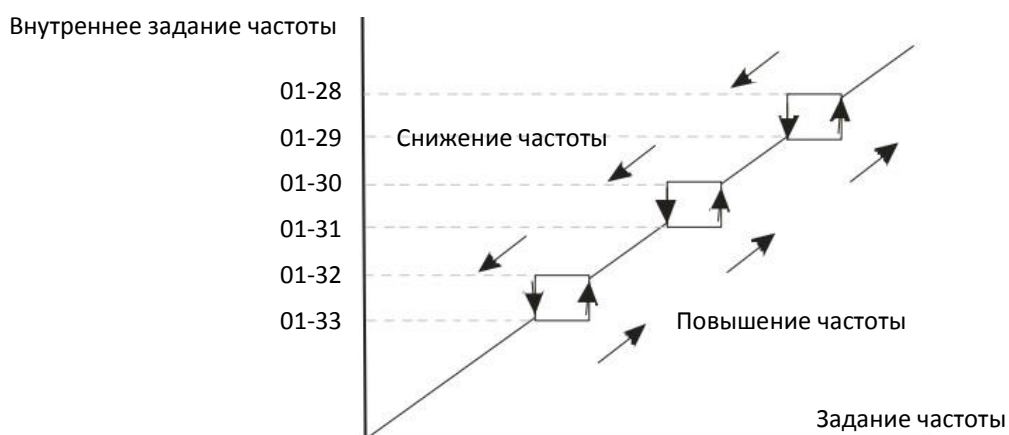 Внутреннее задание частоты
01-28
01-29
Снижение частоты
01-30
01-31
01-32
01-33
Повышение частоты
Задание частоты